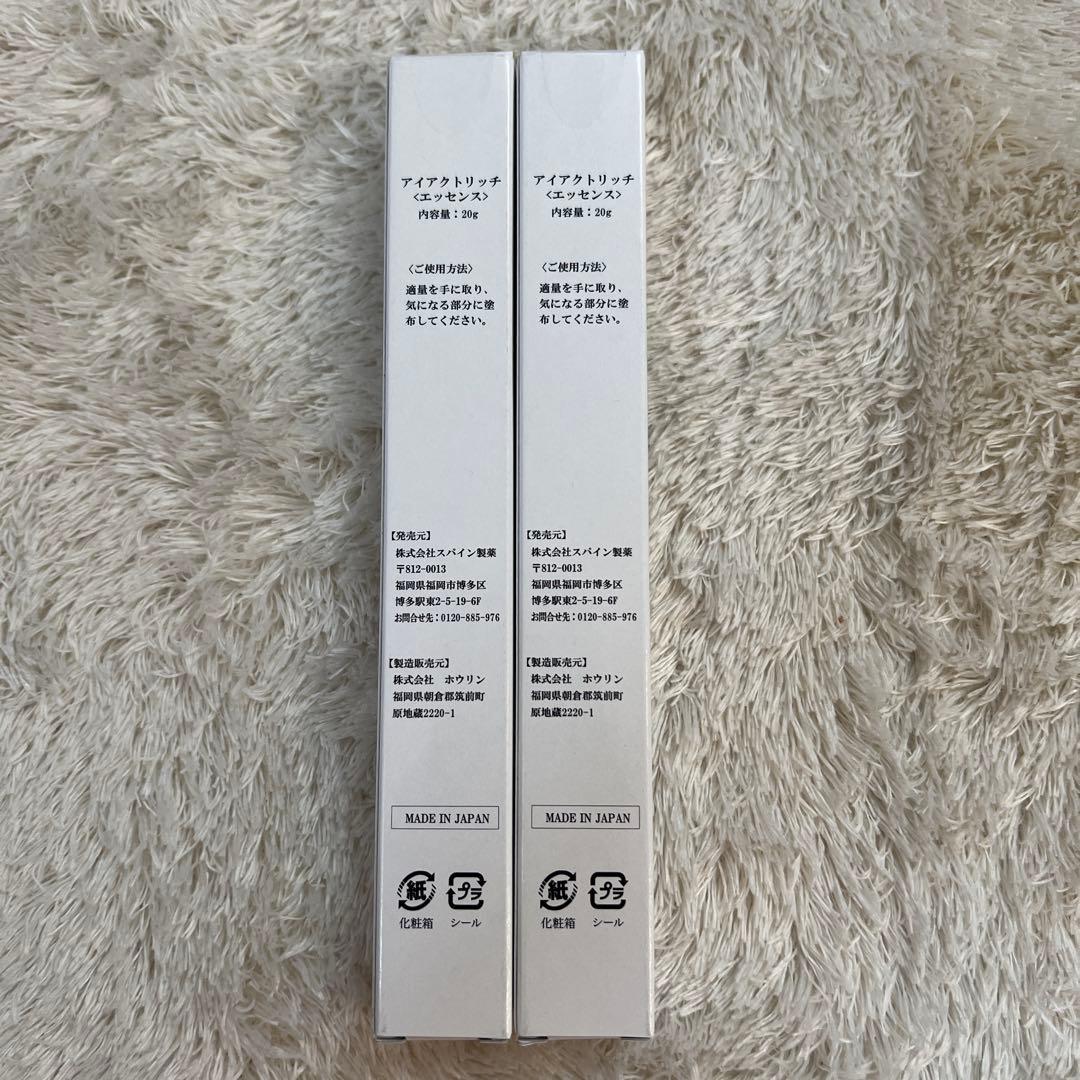 アイアクトリッチ
<エッセンス>
内容量：20g
〈ご使用方法〉
適量を手に取り、
気になる部分に塗
布してください。
【発売元】
株式会社スパイン製薬
〒812-0013
福岡県福岡市博多区
博多駅東2-5-19-6F
お問合せ先：0120-885-976
【製造販売元】
株式会社　ホウリン
福岡県朝倉郡筑前町
原地蔵2220-1
MADE IN JAPAN
紙 プラ
化粧箱 シール
アイアクトリッチ
<エッセンス>
内容量：20g
〈ご使用方法〉
適量を手に取り、
気になる部分に塗
布してください。
【発売元】
株式会社スパイン製薬
〒812-0013
福岡県福岡市博多区
博多駅東2-5-19-6F
お問合せ先：0120-885-976
【製造販売元】
株式会社　ホウリン
福岡県朝倉郡筑前町
原地蔵2220-1
MADE IN JAPAN
紙 プラ
化粧箱 シール